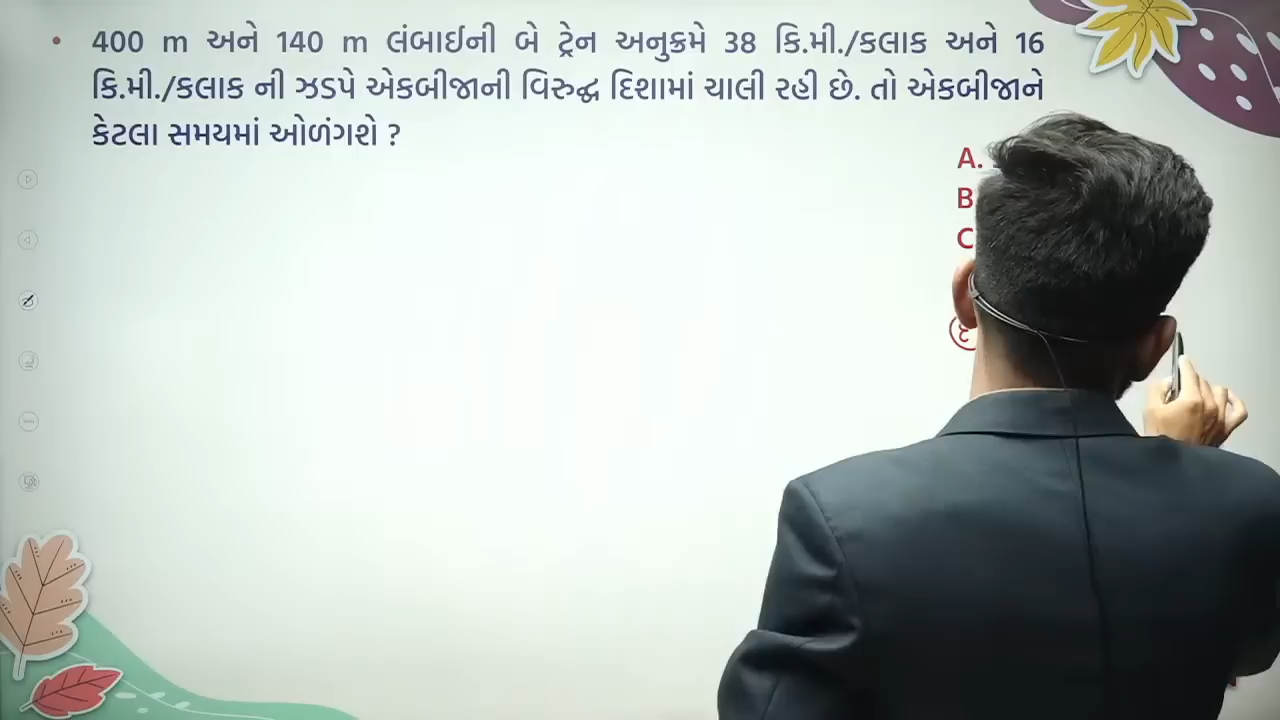 • 400 m અને 140 m લંબાઈની બે ટ્રેન અનુક્રમે 38 કિ.મી./કલાક અને 16
કિ.મી./કલાક ની ઝડપે એકબીજાની વિરુદ્ધ દિશામાં ચાલી રહી છે. તો એકબીજાને
કેટલા સમયમાં ઓળંગશે ?
A.
B
C